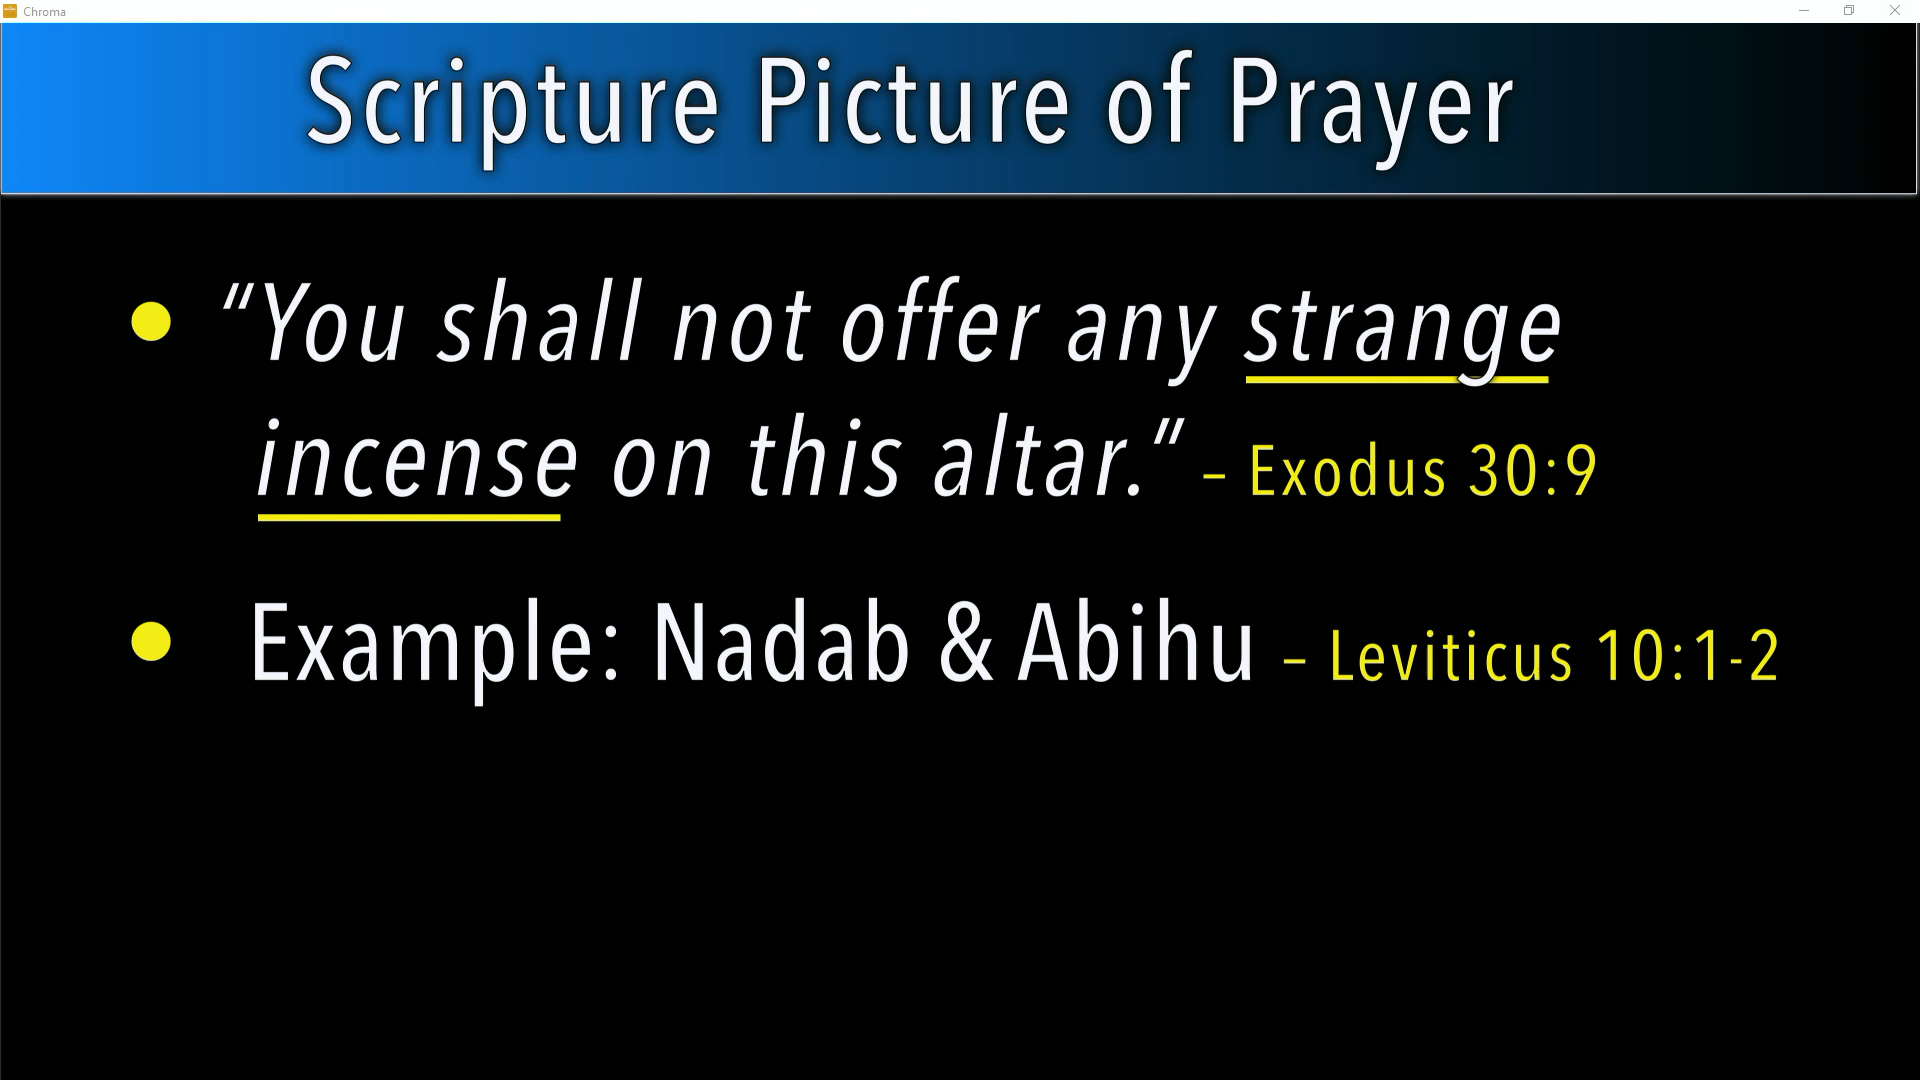 Chroma
Scripture Picture of Prayer
“You shall not offer any strange
incense on this altar.” – Exodus 30:9
Example: Nadab & Abihu – Leviticus 10:1-2